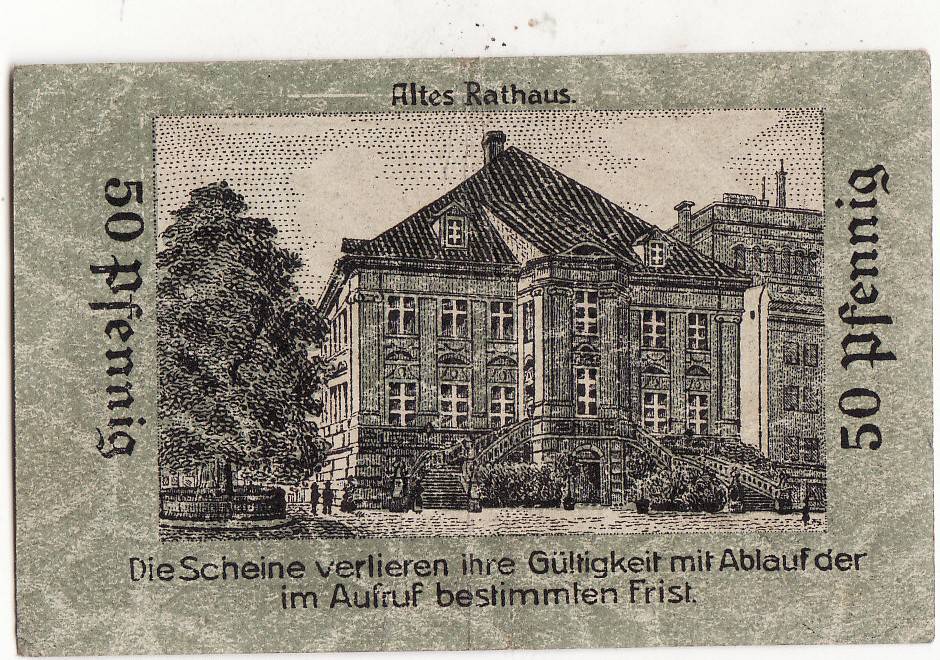 Altes Rathaus.
50 Pfennig
50 Pfennig
Die Scheine verlieren ihre Gültigkeit mit Ablauf der
im Aufruf bestimmten Frist.